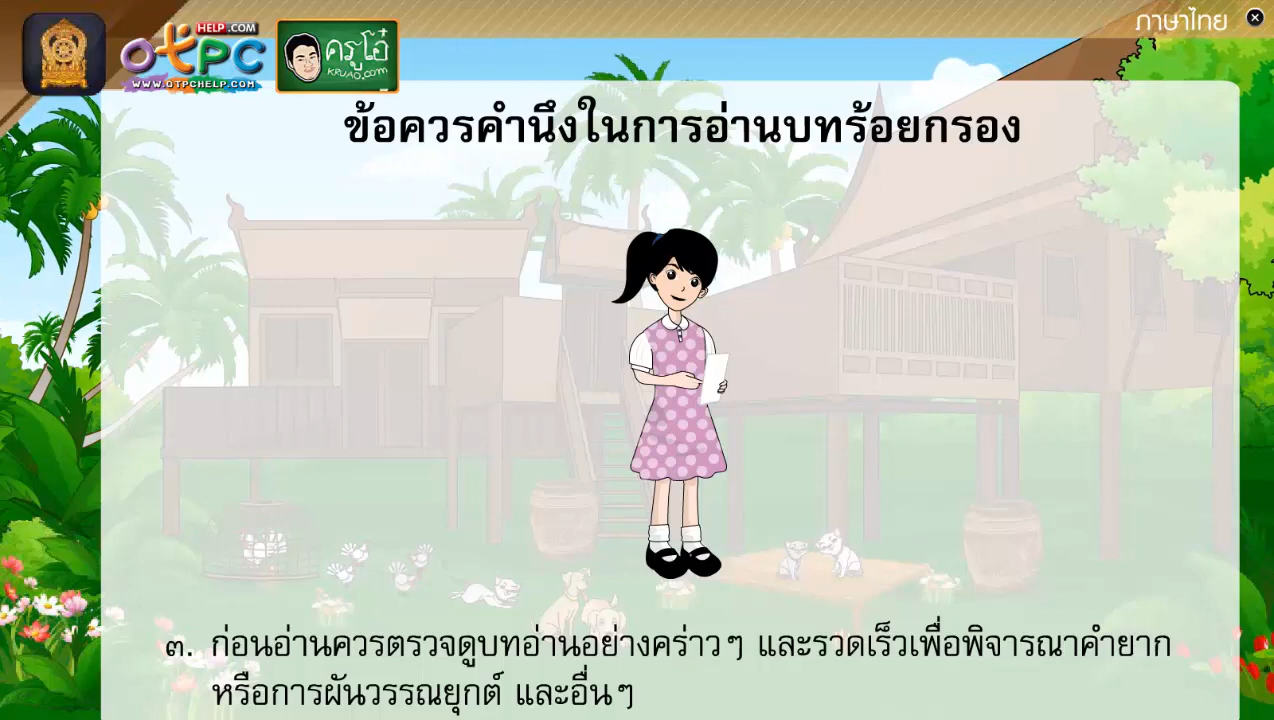 ภาษาไทย
HELP.COM
OTPC
WWW.OTPCHELP.COM
ครูโอ๋
KRUAO.COM
ข้อควรคำนึงในการอ่านบทร้อยกรอง
๓. ก่อนอ่านควรตรวจดูบทอ่านอย่างคร่าวๆ และรวดเร็วเพื่อพิจารณาคำยาก
หรือการผันวรรณยุกต์ และอื่นๆ